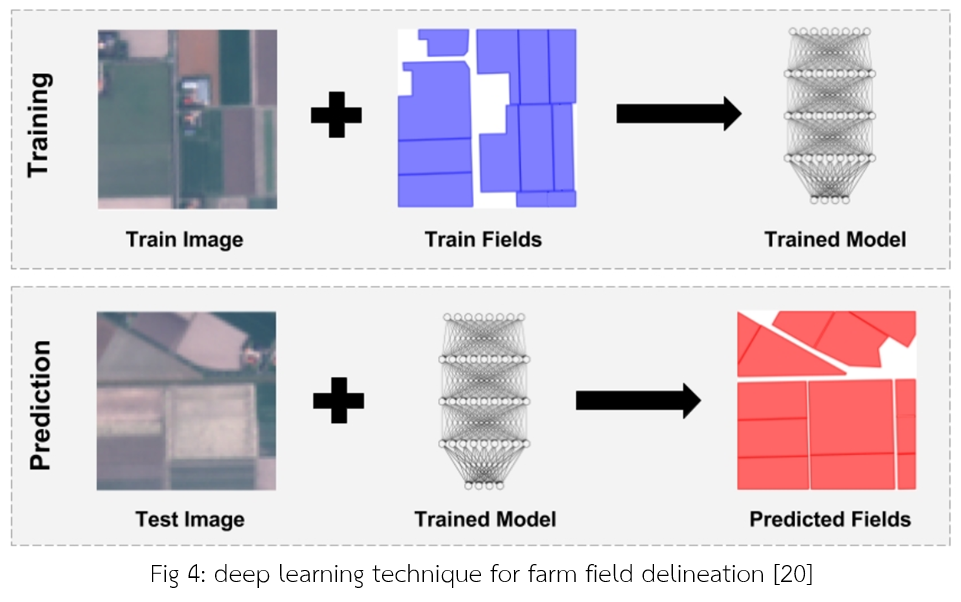 Training
Train Image
Train Fields
Trained Model
Prediction
Test Image
Trained Model
Predicted Fields
Fig 4: deep learning technique for farm field delineation [20]